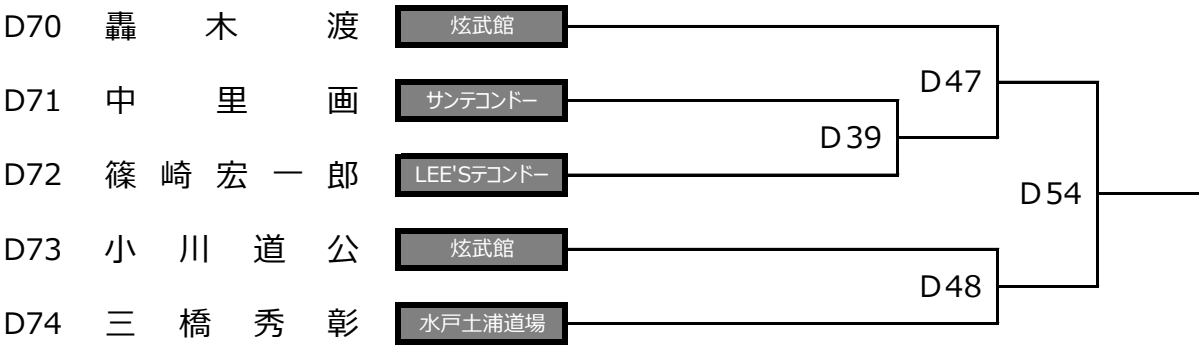 D70 轟木渡 炫武館
D47
D71 中里画 サンテコンドー
D39
D72 篠崎宏一郎 LEE'Sテコンドー
D54
D73 小川道公 炫武館
D48
D74 三橋秀彰 水戸土浦道場